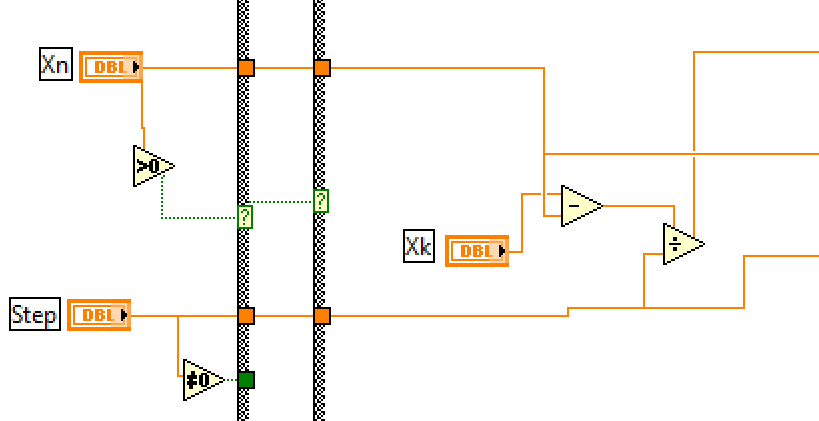 Xn
DBL
>0
?
?
-
Xk
DBL
÷
Step
DBL
≠0